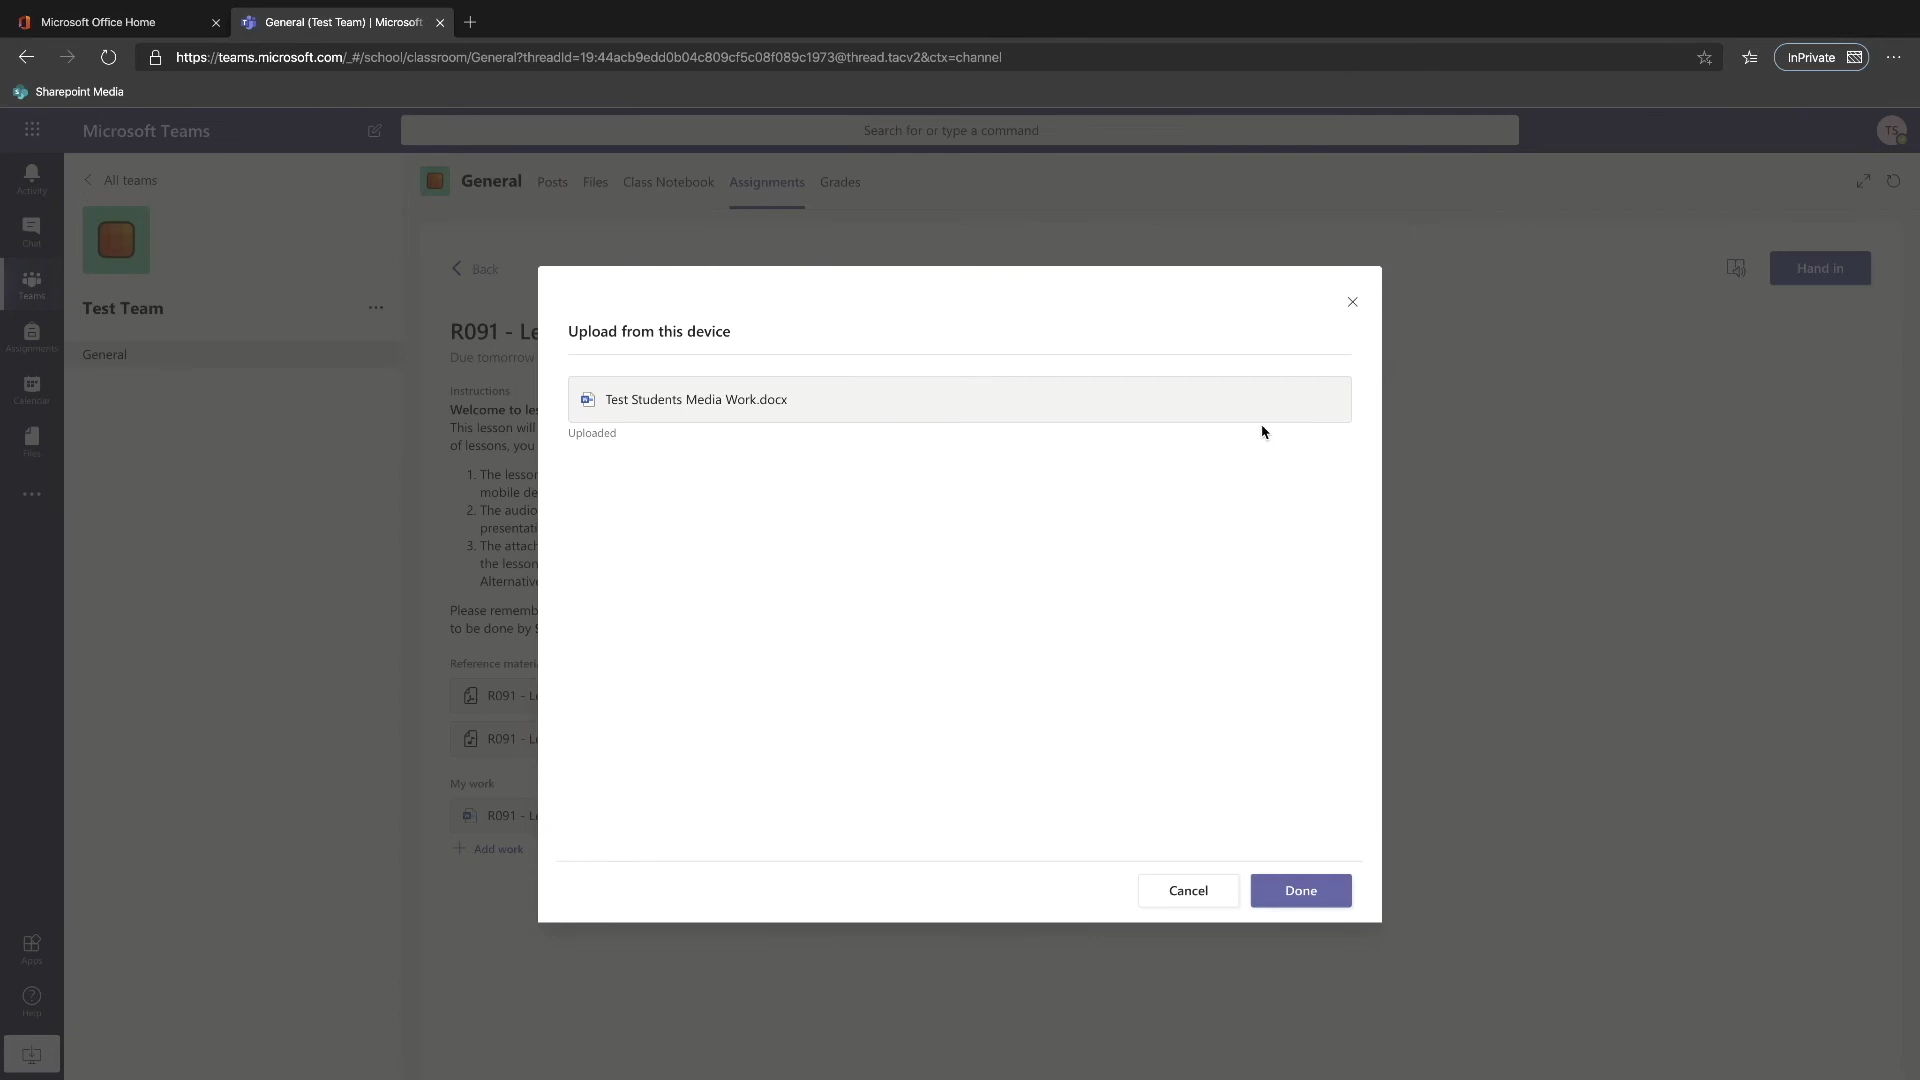 Microsoft Office Home
General (Test Team) | Microsoft
https://teams.microsoft.com/_#/school/classroom/General?threadId=19:44acb9edd0b04c809cf5c08f089c1973@thread.tacv2&ctx=channel
InPrivate
Sharepoint Media
Microsoft Teams
Search for or type a command
TS
Activity
Chat
Teams
Assignments
Calendar
Files
Apps
Help
All teams
Test Team
General
General Posts Files Class Notebook Assignments Grades
Back
Hand in
R091 - Le
Due tomorrow
Instructions
Welcome to les
This lesson will
of lessons, you
1. The lesson
mobile de
2. The audio
presentati
3. The attach
the lesson
Alternative
Please rememb
to be done by 9
Reference materia
R091 - Le
R091 - Le
My work
R091 - Le
Add work
Upload from this device
Test Students Media Work.docx
Uploaded
Cancel
Done